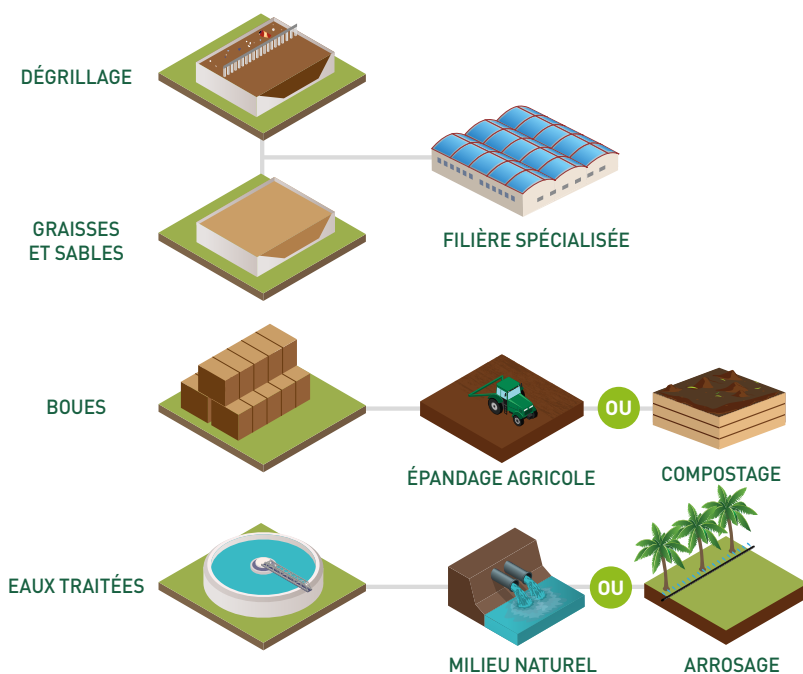 DÉGRILLAGE
GRAISSES
ET SABLES
FILIÈRE SPÉCIALISÉE
BOUES
OU
ÉPANDAGE AGRICOLE
COMPOSTAGE
EAUX TRAITÉES
OU
MILIEU NATUREL
ARROSAGE